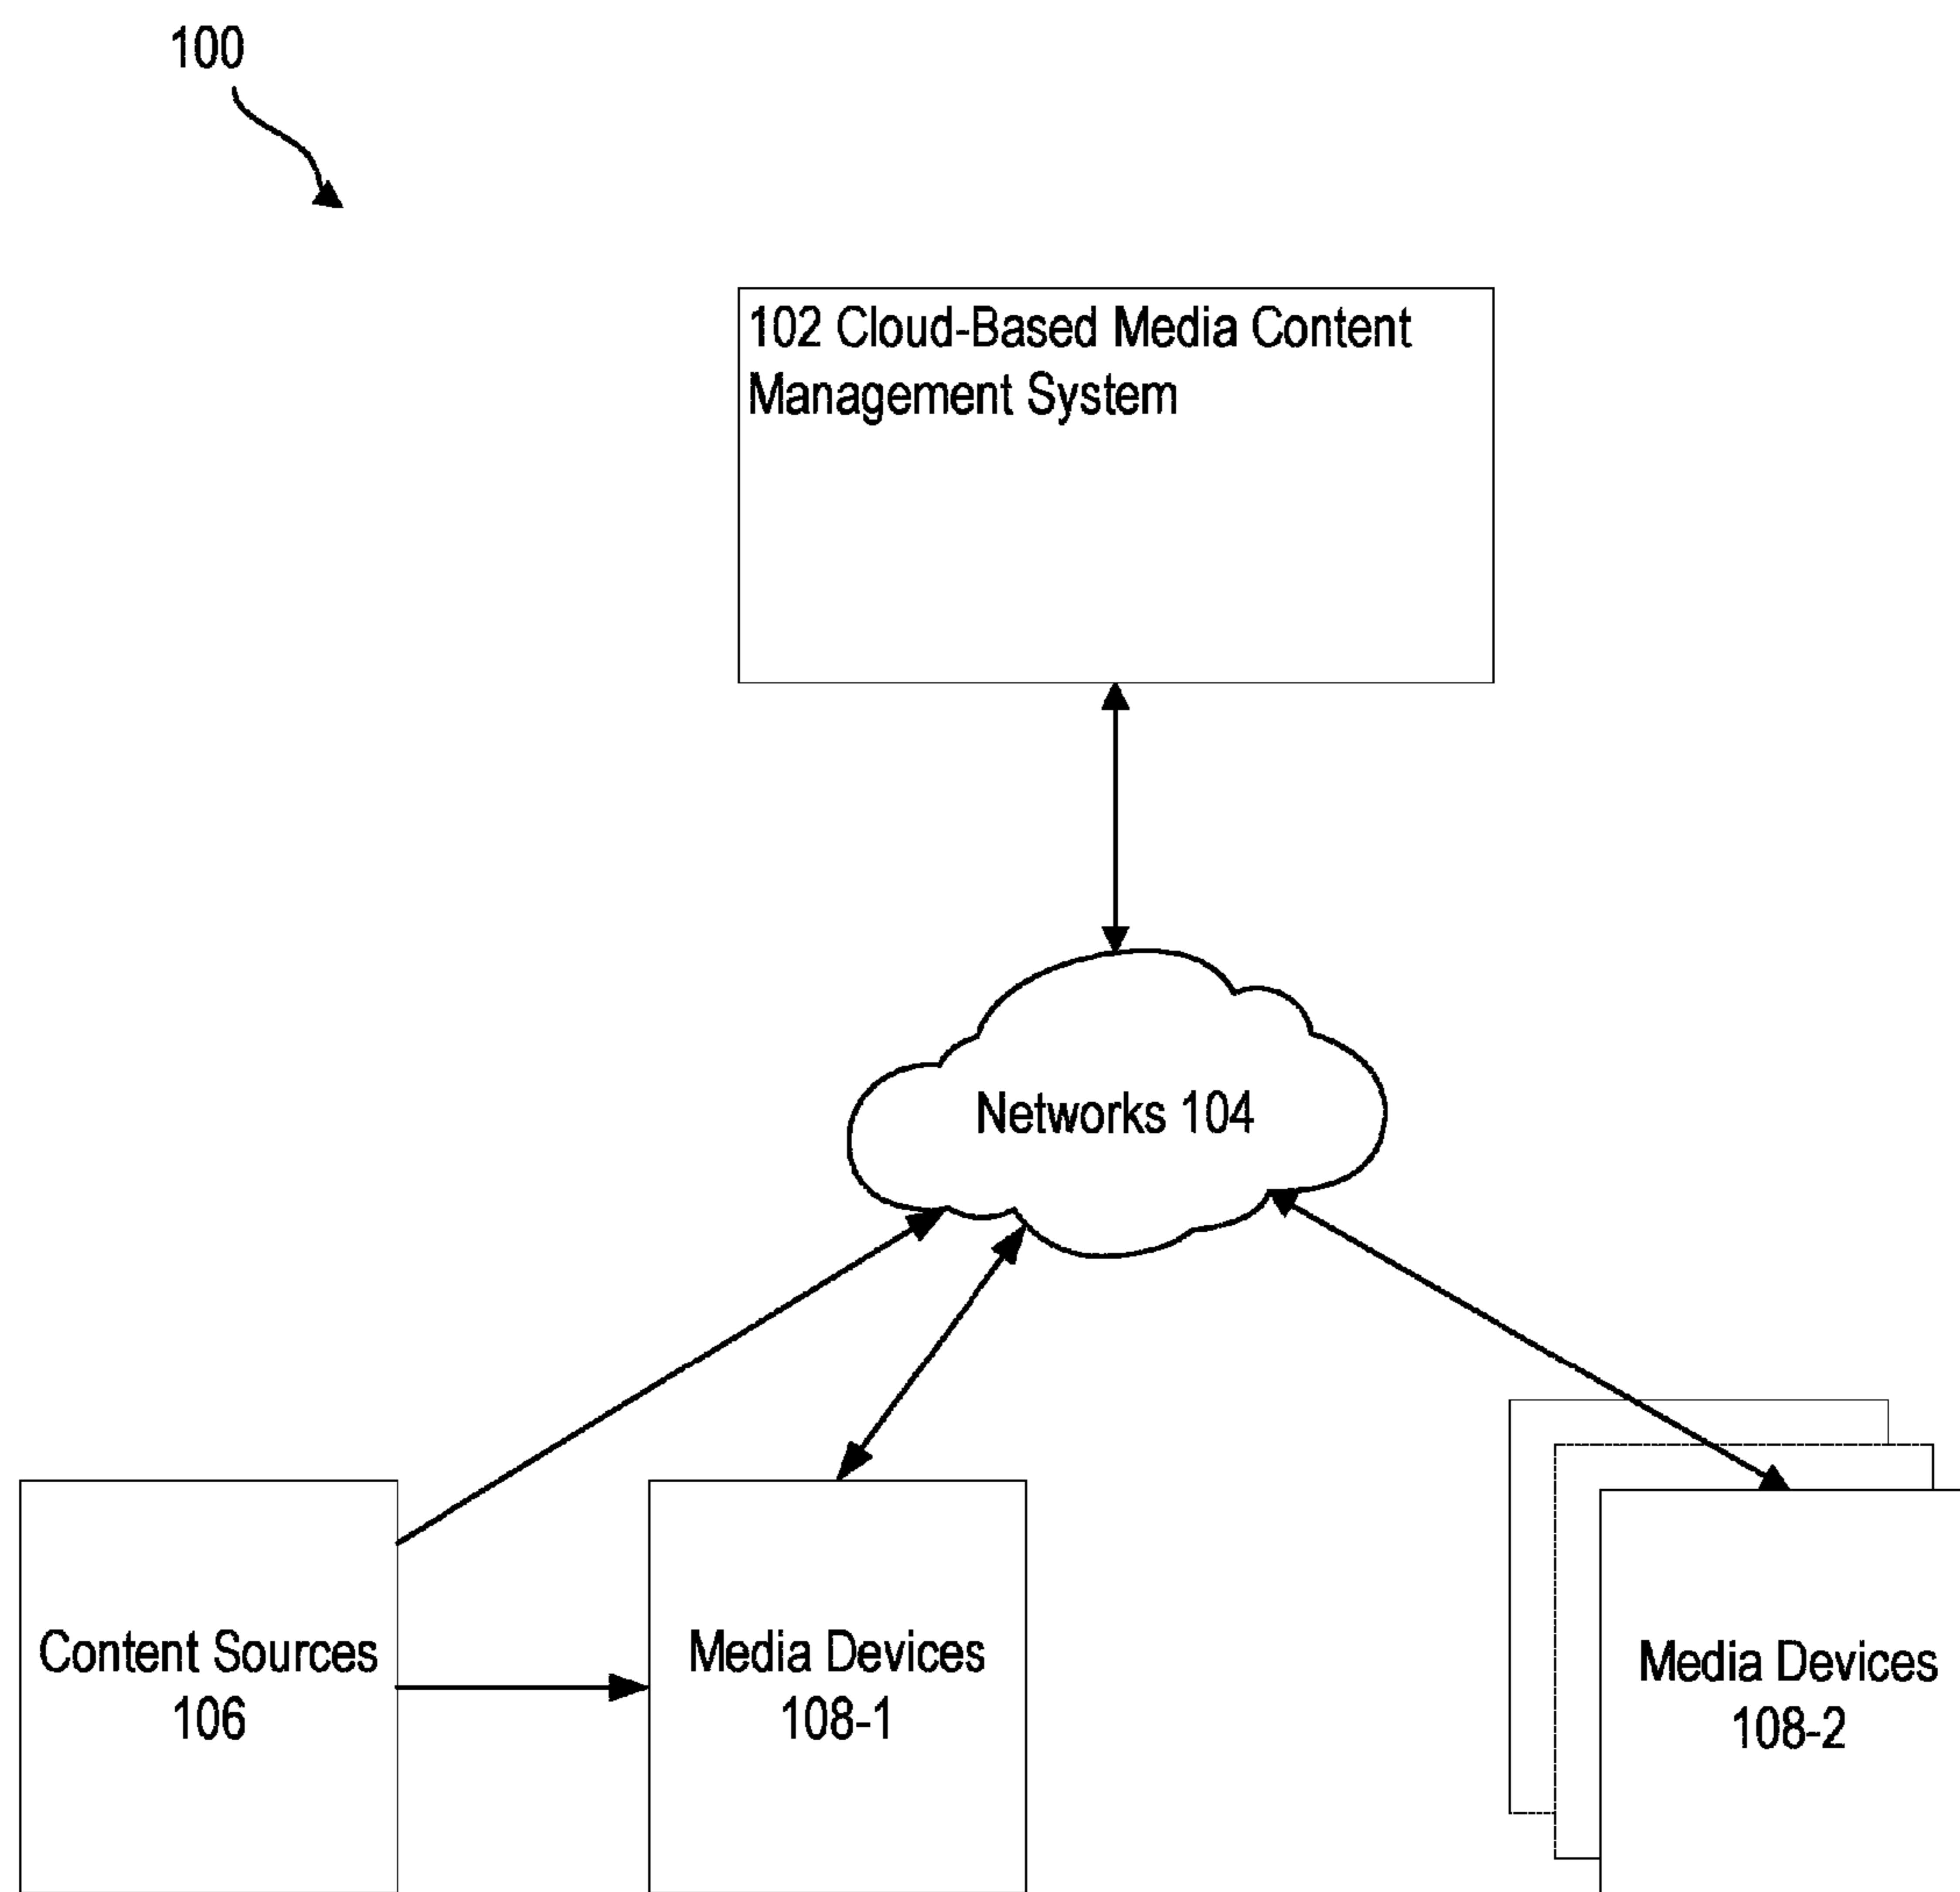 100
102 Cloud-Based Media Content
Management System
Networks 104
Content Sources
106
Media Devices
108-1
Media Devices
108-2